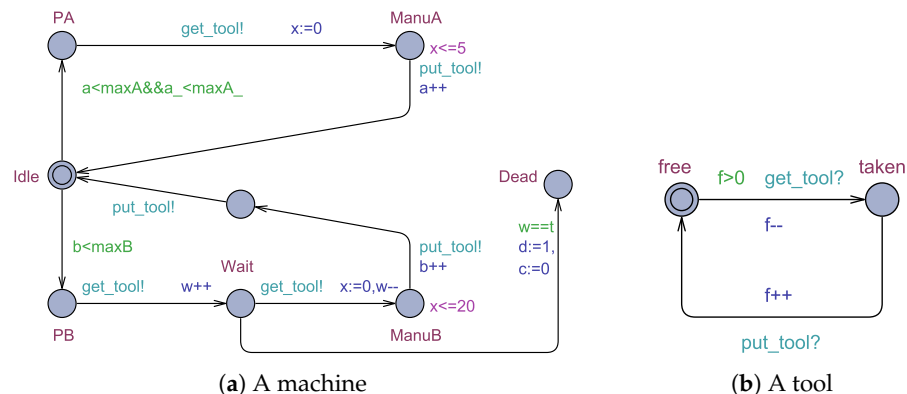 PA
get_tool! x:=0
ManuA
x<=5
put_tool!
a++
a<maxA&&a_<maxA_
Idle
put_tool!
b<maxB
Dead
w==t
d:=1,
c:=0
put_tool!
b++
Wait
get_tool! w++
get_tool! x:=0,w--
x<=20
PB
ManuB
(a) A machine
free
taken
f>0 get_tool?
f--
f++
put_tool?
(b) A tool